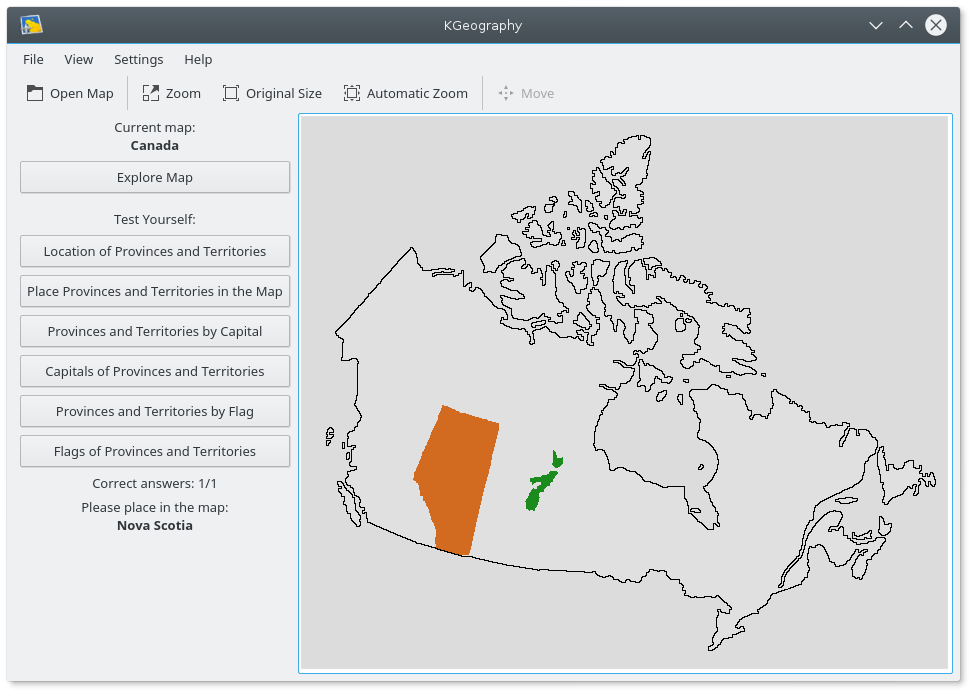 KGeography
File View Settings Help
Open Map Zoom Original Size Automatic Zoom Move
Current map:
Canada
Explore Map
Test Yourself:
Location of Provinces and Territories
Place Provinces and Territories in the Map
Provinces and Territories by Capital
Capitals of Provinces and Territories
Provinces and Territories by Flag
Flags of Provinces and Territories
Correct answers: 1/1
Please place in the map:
Nova Scotia